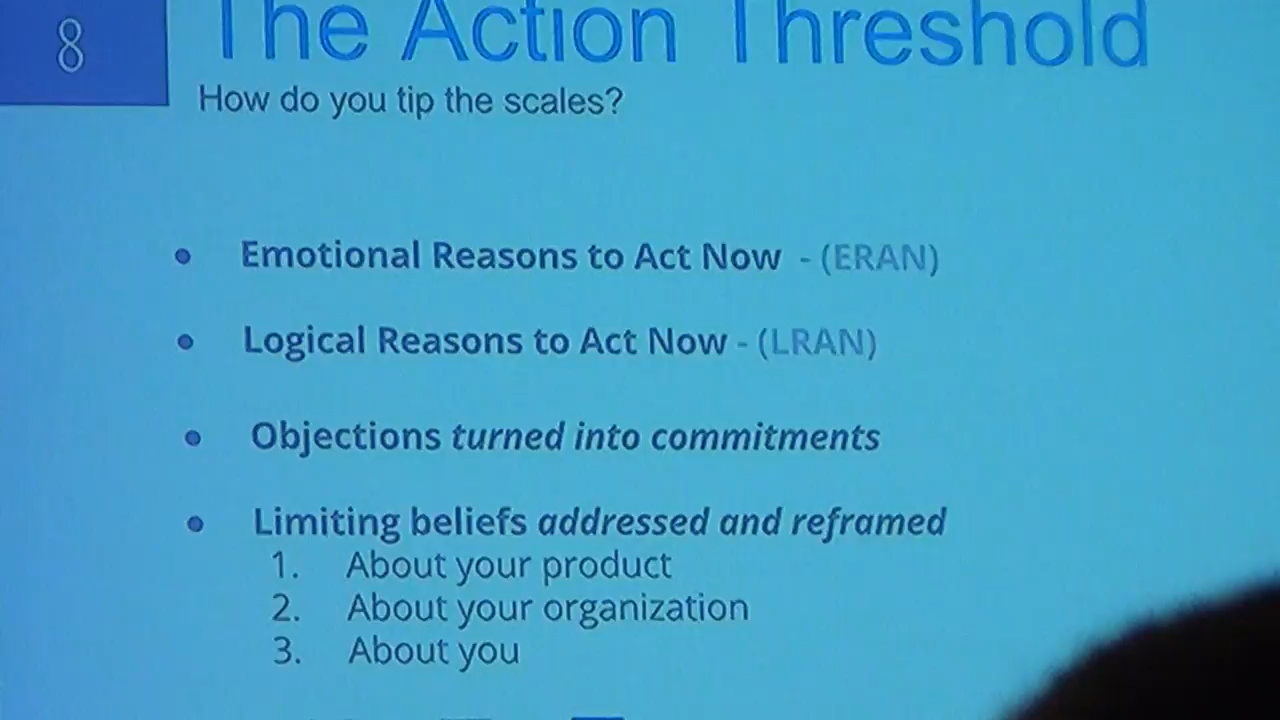 8
The Action Threshold
How do you tip the scales?
• Emotional Reasons to Act Now - (ERAN)
• Logical Reasons to Act Now - (LRAN)
• Objections turned into commitments
• Limiting beliefs addressed and reframed
1. About your product
2. About your organization
3. About you